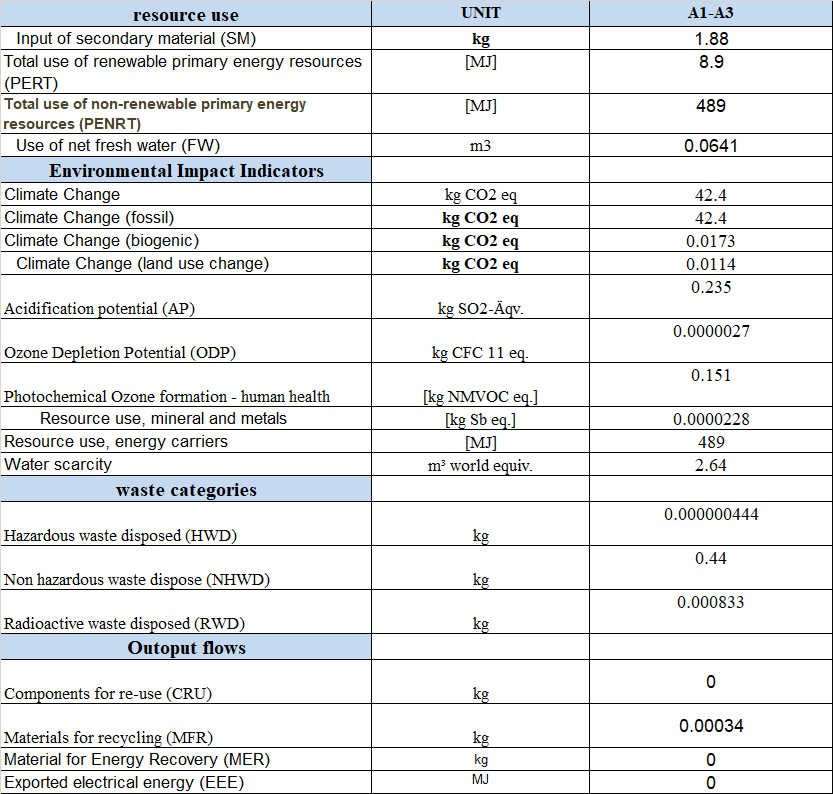 resource use UNIT A1-A3
Input of secondary material (SM) kg 1.88
Total use of renewable primary energy resources [MJ] 8.9
(PERT)
Total use of non-renewable primary energy [MJ] 489
resources (PENRT)
Use of net fresh water (FW) m3 0.0641
Environmental Impact Indicators
Climate Change kg CO2 eq 42.4
Climate Change (fossil) kg CO2 eq 42.4
Climate Change (biogenic) kg CO2 eq 0.0173
Climate Change (land use change) kg CO2 eq 0.0114
Acidification potential (AP) kg SO2-Äqv. 0.235
Ozone Depletion Potential (ODP) kg CFC 11 eq. 0.0000027
Photochemical Ozone formation - human health [kg NMVOC eq.] 0.151
Resource use, mineral and metals [kg Sb eq.] 0.0000228
Resource use, energy carriers [MJ] 489
Water scarcity m³ world equiv. 2.64
waste categories
Hazardous waste disposed (HWD) kg 0.000000444
Non hazardous waste dispose (NHWD) kg 0.44
Radioactive waste disposed (RWD) kg 0.000833
Outoput flows
Components for re-use (CRU) kg 0
Materials for recycling (MFR) kg 0.00034
Material for Energy Recovery (MER) kg 0
Exported electrical energy (EEE) MJ 0